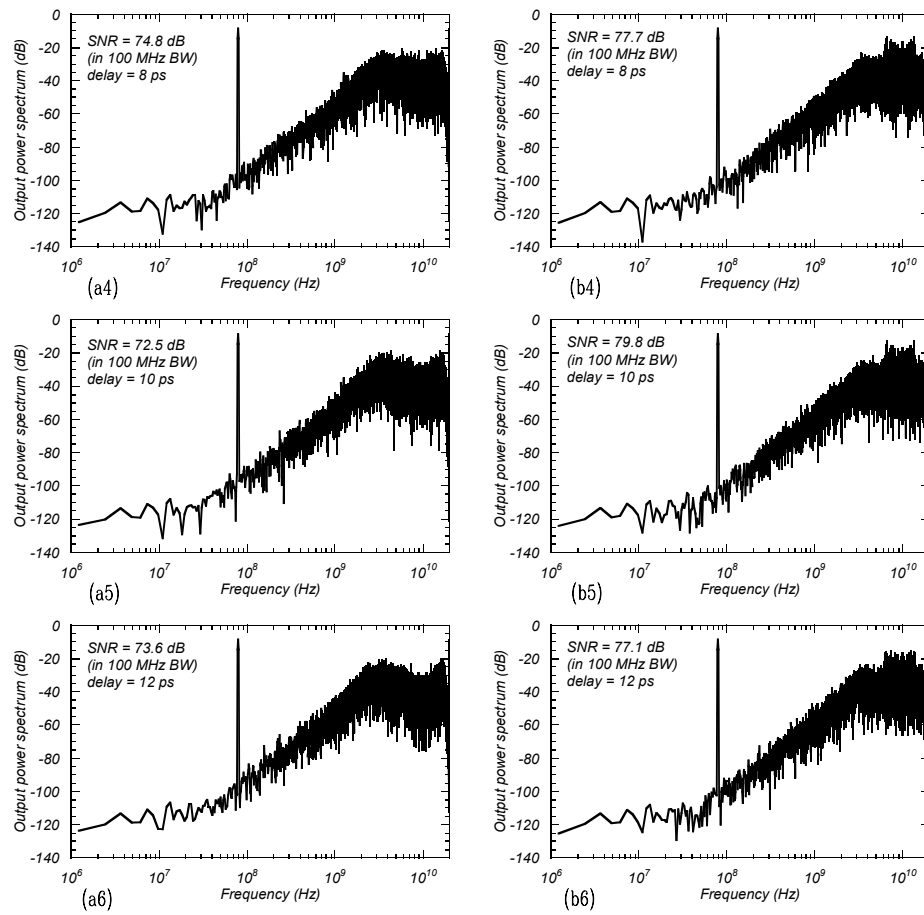 Output power spectrum (dB)
0
-20
-40
-60
-80
-100
-120
-140
SNR = 74.8 dB
(in 100 MHz BW)
delay = 8 ps
10^6 10^7 10^8 10^9 10^10
Frequency (Hz)
(a4)
Output power spectrum (dB)
0
-20
-40
-60
-80
-100
-120
-140
SNR = 77.7 dB
(in 100 MHz BW)
delay = 8 ps
10^6 10^7 10^8 10^9 10^10
Frequency (Hz)
(b4)
Output power spectrum (dB)
0
-20
-40
-60
-80
-100
-120
-140
SNR = 72.5 dB
(in 100 MHz BW)
delay = 10 ps
10^6 10^7 10^8 10^9 10^10
Frequency (Hz)
(a5)
Output power spectrum (dB)
0
-20
-40
-60
-80
-100
-120
-140
SNR = 79.8 dB
(in 100 MHz BW)
delay = 10 ps
10^6 10^7 10^8 10^9 10^10
Frequency (Hz)
(b5)
Output power spectrum (dB)
0
-20
-40
-60
-80
-100
-120
-140
SNR = 73.6 dB
(in 100 MHz BW)
delay = 12 ps
10^6 10^7 10^8 10^9 10^10
Frequency (Hz)
(a6)
Output power spectrum (dB)
0
-20
-40
-60
-80
-100
-120
-140
SNR = 77.1 dB
(in 100 MHz BW)
delay = 12 ps
10^6 10^7 10^8 10^9 10^10
Frequency (Hz)
(b6)